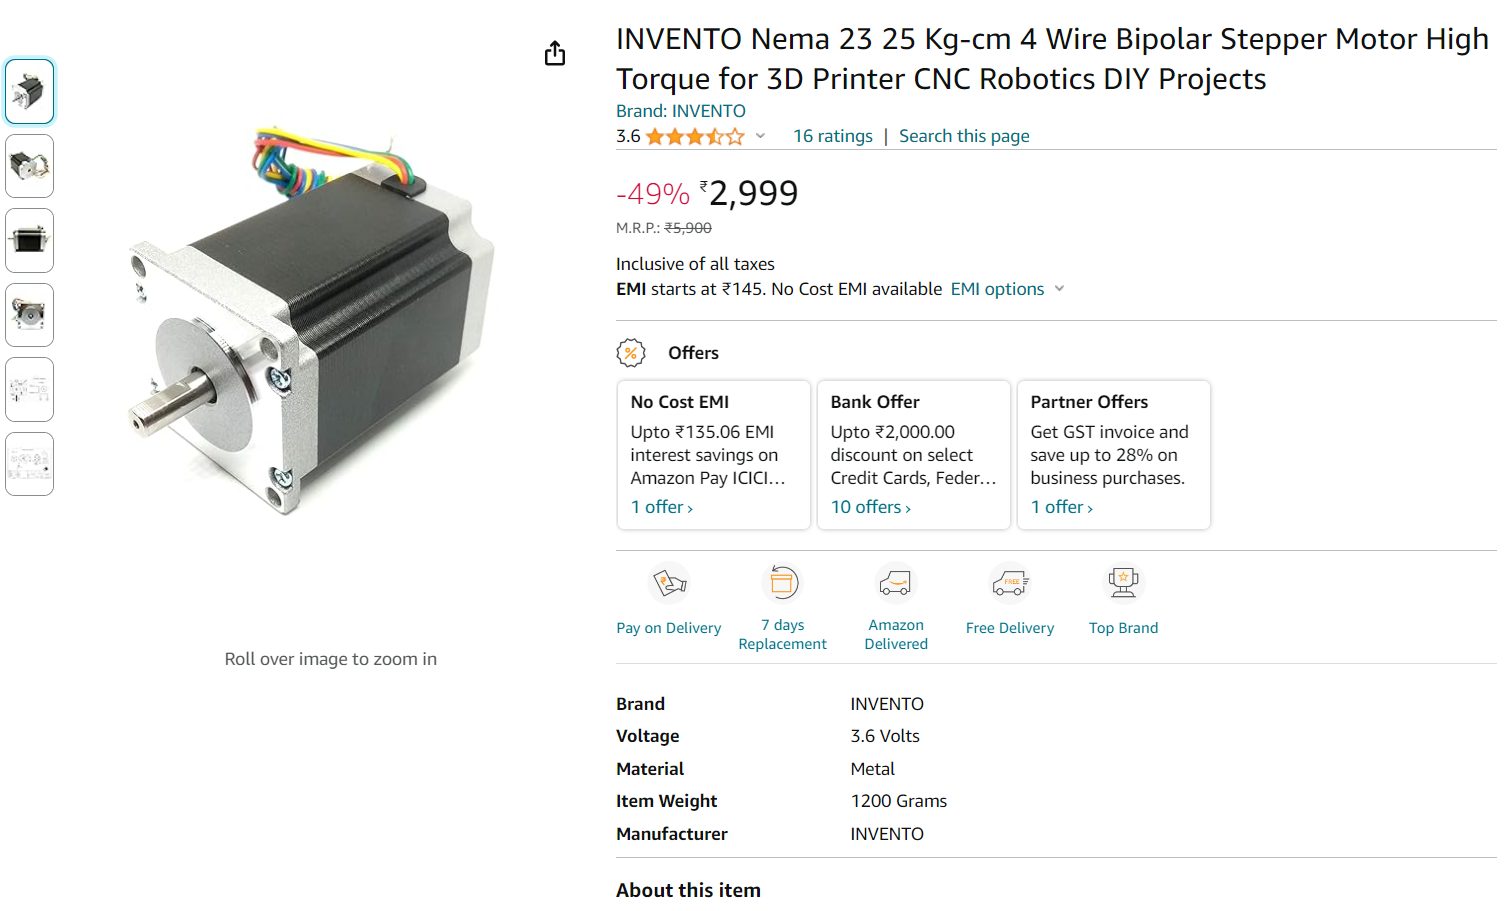 INVENTO Nema 23 25 Kg-cm 4 Wire Bipolar Stepper Motor High
Torque for 3D Printer CNC Robotics DIY Projects
Brand: INVENTO
3.6 16 ratings | Search this page
-49% ₹2,999
M.R.P.: ₹5,900
Inclusive of all taxes
EMI starts at ₹145. No Cost EMI available EMI options
% Offers
No Cost EMI
Upto ₹135.06 EMI
interest savings on
Amazon Pay ICICI…
1 offer ›
Bank Offer
Upto ₹2,000.00
discount on select
Credit Cards, Feder…
10 offers ›
Partner Offers
Get GST invoice and
save up to 28% on
business purchases.
1 offer ›
₹
FREE
Pay on Delivery
7 days
Replacement
Amazon
Delivered
Free Delivery
Top Brand
Roll over image to zoom in
Brand INVENTO
Voltage 3.6 Volts
Material Metal
Item Weight 1200 Grams
Manufacturer INVENTO
About this item